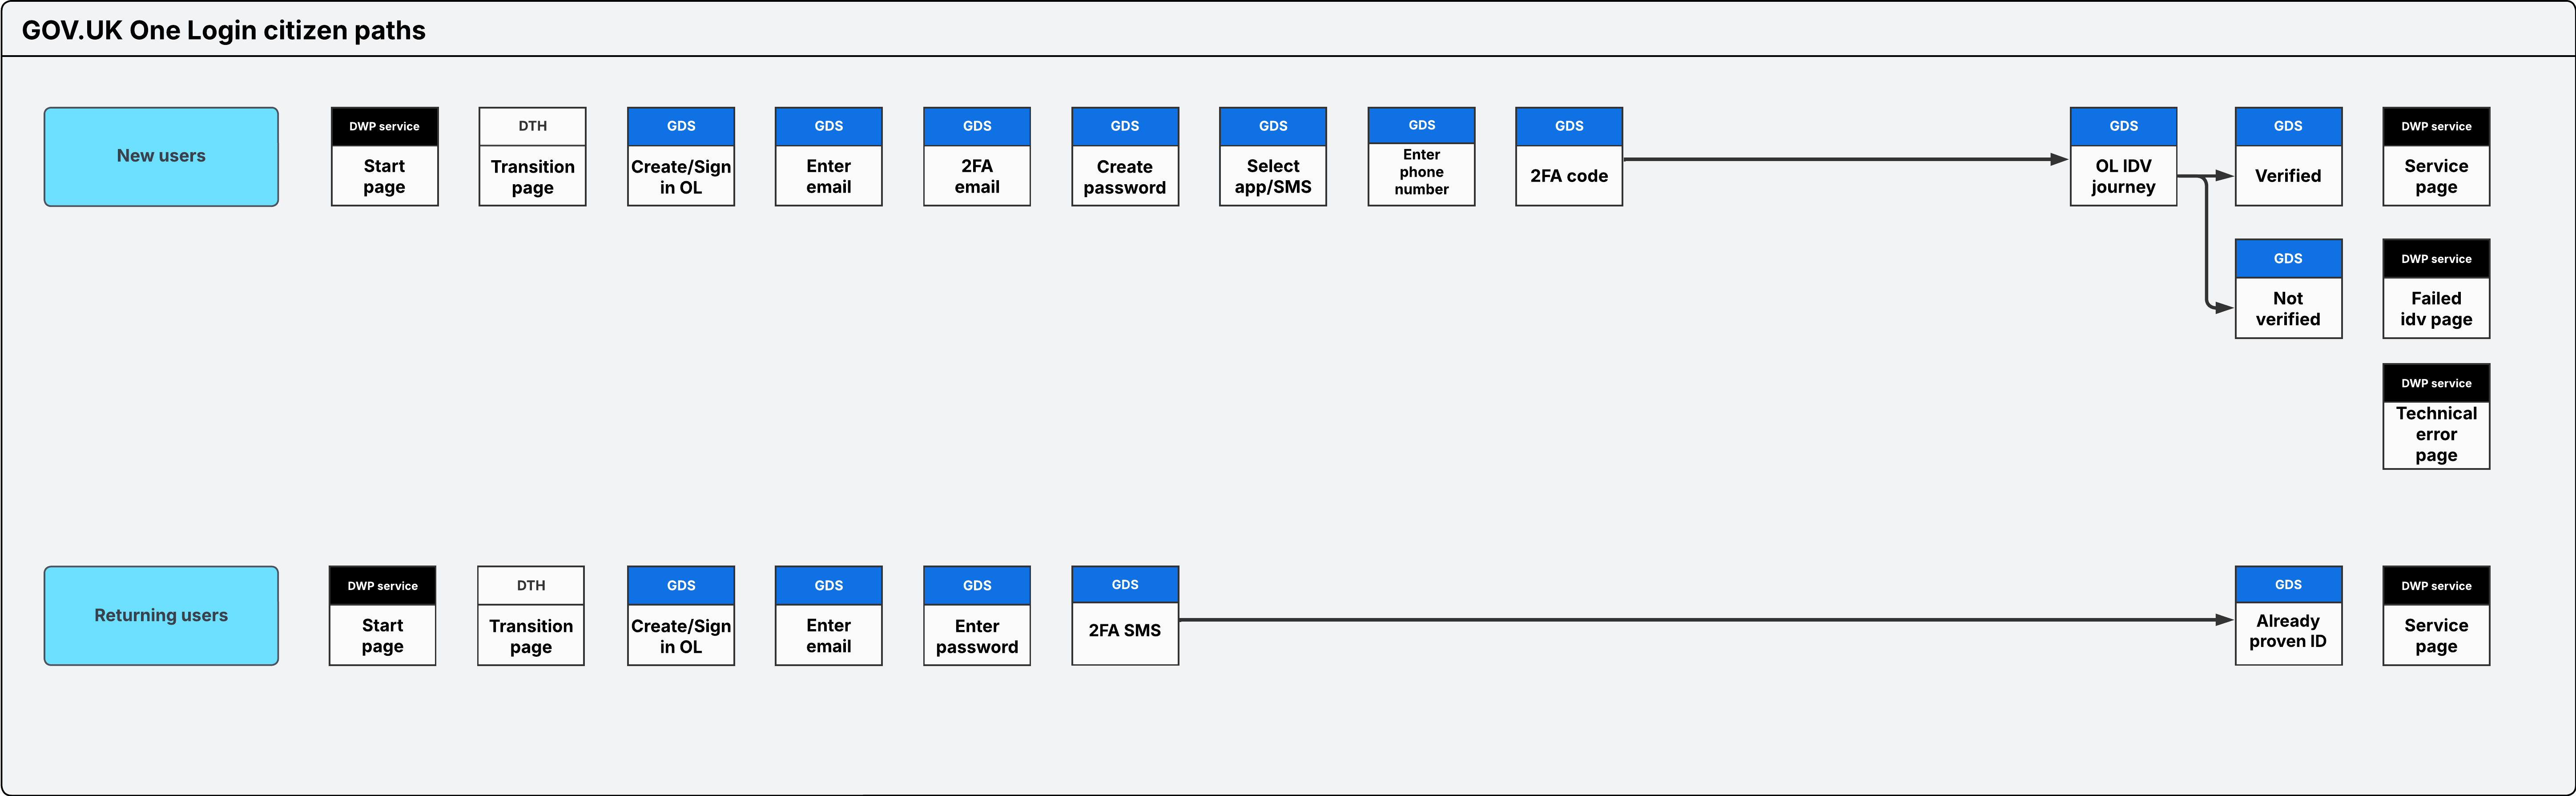 GOV.UK One Login citizen paths
New users
DWP service
Start
page
DTH
Transition
page
GDS
Create/Sign
in OL
GDS
Enter
email
GDS
2FA
email
GDS
Create
password
GDS
Select
app/SMS
GDS
Enter
phone
number
GDS
2FA code
GDS
OL IDV
journey
GDS
Verified
DWP service
Service
page
GDS
Not
verified
DWP service
Failed
idv page
DWP service
Technical
error
page
Returning users
DWP service
Start
page
DTH
Transition
page
GDS
Create/Sign
in OL
GDS
Enter
email
GDS
Enter
password
GDS
2FA SMS
GDS
Already
proven ID
DWP service
Service
page